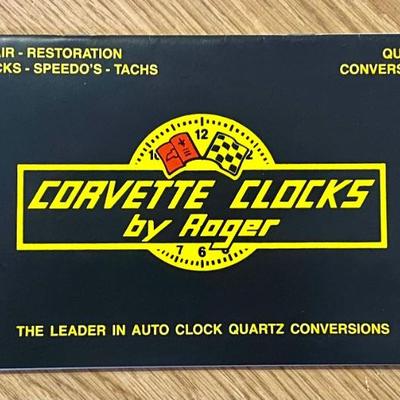 AIR - RESTORATION
CKS - SPEEDO'S - TACHS
QU
CONVERS
12
CORVETTE CLOCKS
by Roger
7 6
THE LEADER IN AUTO CLOCK QUARTZ CONVERSIONS